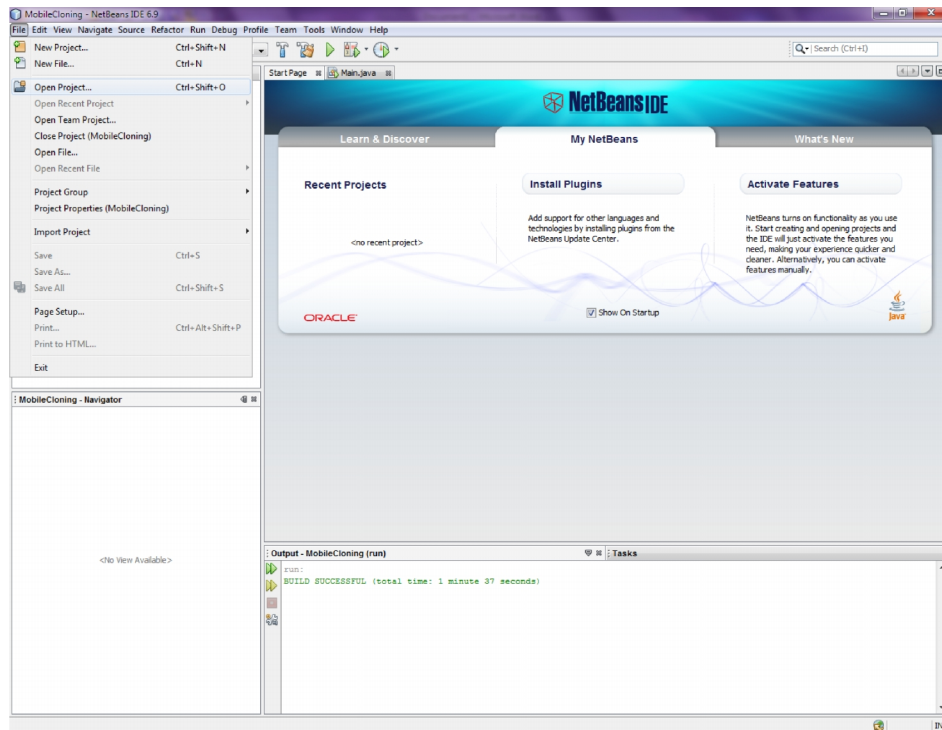 MobileCloning - NetBeans IDE 6.9
File Edit View Navigate Source Refactor Run Debug Profile Team Tools Window Help
New Project... Ctrl+Shift+N
New File... Ctrl+N
Open Project... Ctrl+Shift+O
Open Recent Project
Open Team Project...
Close Project (MobileCloning)
Open File...
Open Recent File
Project Group
Project Properties (MobileCloning)
Import Project
Save Ctrl+S
Save As...
Save All Ctrl+Shift+S
Page Setup...
Print... Ctrl+Alt+Shift+P
Print to HTML...
Exit
Search (Ctrl+I)
Start Page Main.java
NetBeans IDE
Learn & Discover My NetBeans What's New
Recent Projects
<no recent project>
Install Plugins
Add support for other languages and
technologies by installing plugins from the
NetBeans Update Center.
Activate Features
NetBeans turns on functionality as you use
it. Start creating and opening projects and
the IDE will just activate the features you
need, making your experience quicker and
cleaner. Alternatively, you can activate
features manually.
ORACLE
Show On Startup
Java
MobileCloning - Navigator
<No View Available>
Output - MobileCloning (run) Tasks
run:
BUILD SUCCESSFUL (total time: 1 minute 37 seconds)